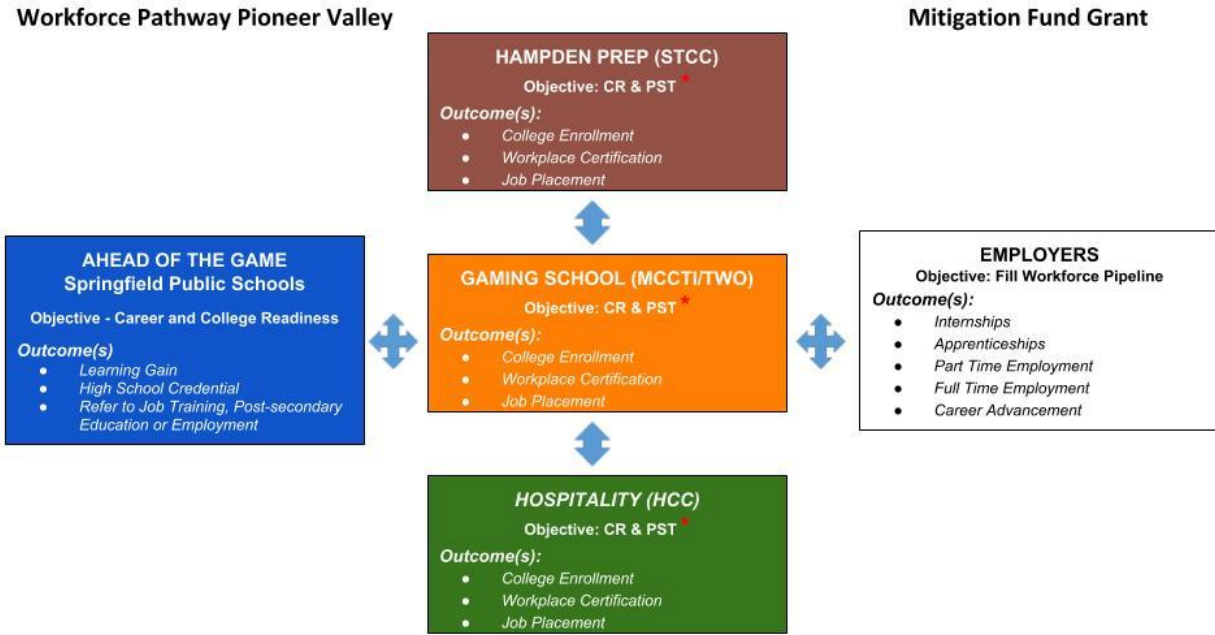 Workforce Pathway Pioneer Valley
Mitigation Fund Grant
HAMPDEN PREP (STCC)
Objective: CR & PST *
Outcome(s):
● College Enrollment
● Workplace Certification
● Job Placement
AHEAD OF THE GAME
Springfield Public Schools
Objective - Career and College Readiness
Outcome(s)
● Learning Gain
● High School Credential
● Refer to Job Training, Post-secondary
Education or Employment
GAMING SCHOOL (MCCTI/TWO)
Objective: CR & PST *
Outcome(s):
● College Enrollment
● Workplace Certification
● Job Placement
EMPLOYERS
Objective: Fill Workforce Pipeline
Outcome(s):
● Internships
● Apprenticeships
● Part Time Employment
● Full Time Employment
● Career Advancement
HOSPITALITY (HCC)
Objective: CR & PST *
Outcome(s):
● College Enrollment
● Workplace Certification
● Job Placement